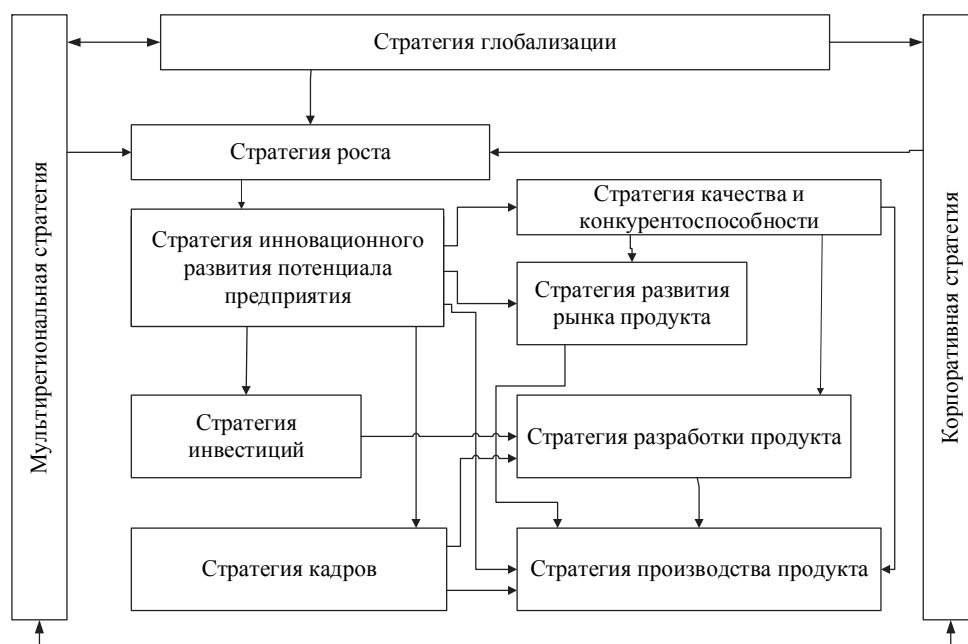 Стратегия глобализации
Мультирегиональная стратегия
Корпоративная стратегия
Стратегия роста
Стратегия качества и
конкурентоспособности
Стратегия инновационного
развития потенциала
предприятия
Стратегия развития
рынка продукта
Стратегия
инвестиций
Стратегия разработки продукта
Стратегия кадров
Стратегия производства продукта